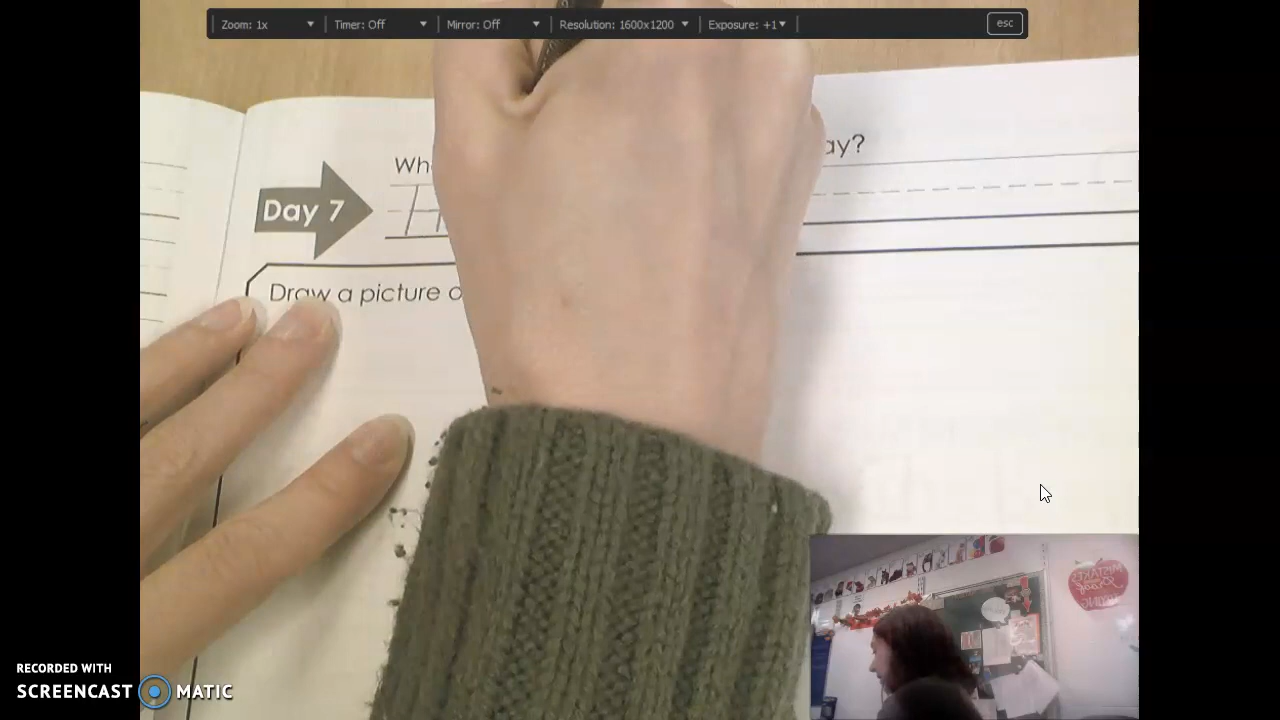 Zoom: 1x Timer: Off Mirror: Off Resolution: 1600x1200 Exposure: +1 esc
Wh ay?
Day 7 H
Draw a picture o
MISTAKES
RECORDED WITH
SCREENCAST MATIC